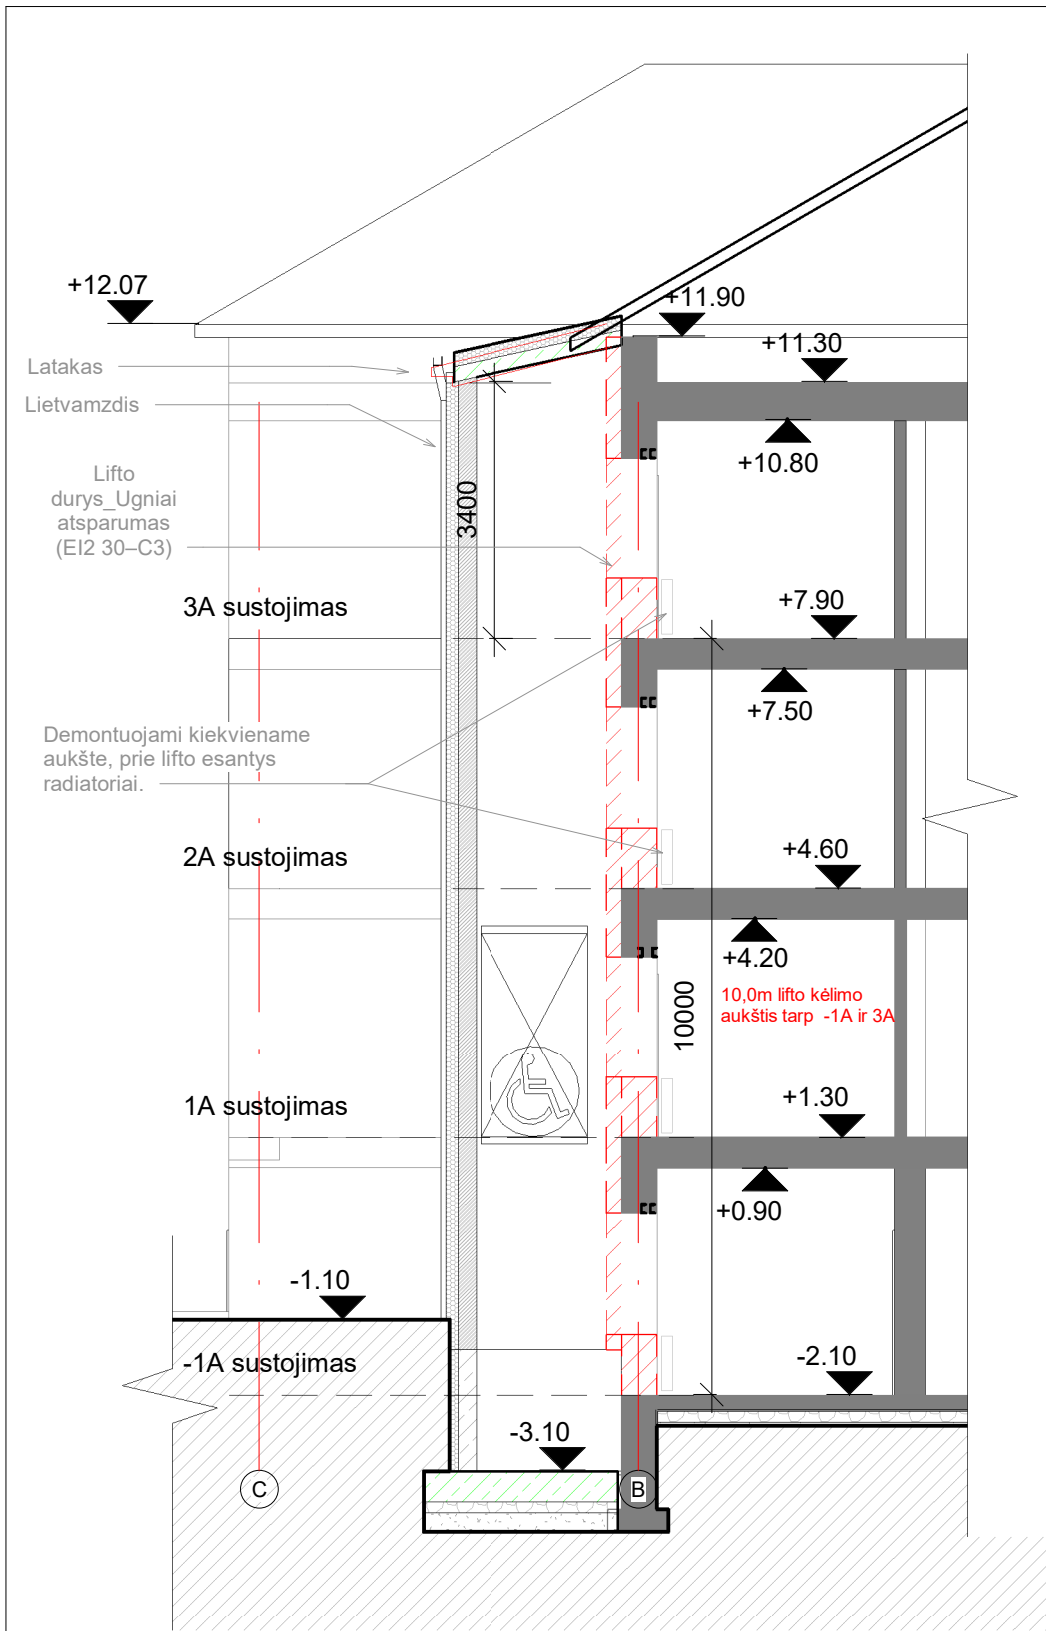 +12.07
+11.90
+11.30
Latakas
Lietvamzdis
+10.80
Lifto
durys_Ugniai
atsparumas
(EI2 30–C3)
3400
3A sustojimas
+7.90
+7.50
Demontuojami kiekviename
aukšte, prie lifto esantys
radiatoriai.
2A sustojimas
+4.60
+4.20
10000
10,0m lifto kėlimo
aukštis tarp -1A ir 3A
1A sustojimas
+1.30
+0.90
-1.10
-1A sustojimas
-2.10
-3.10
C
B